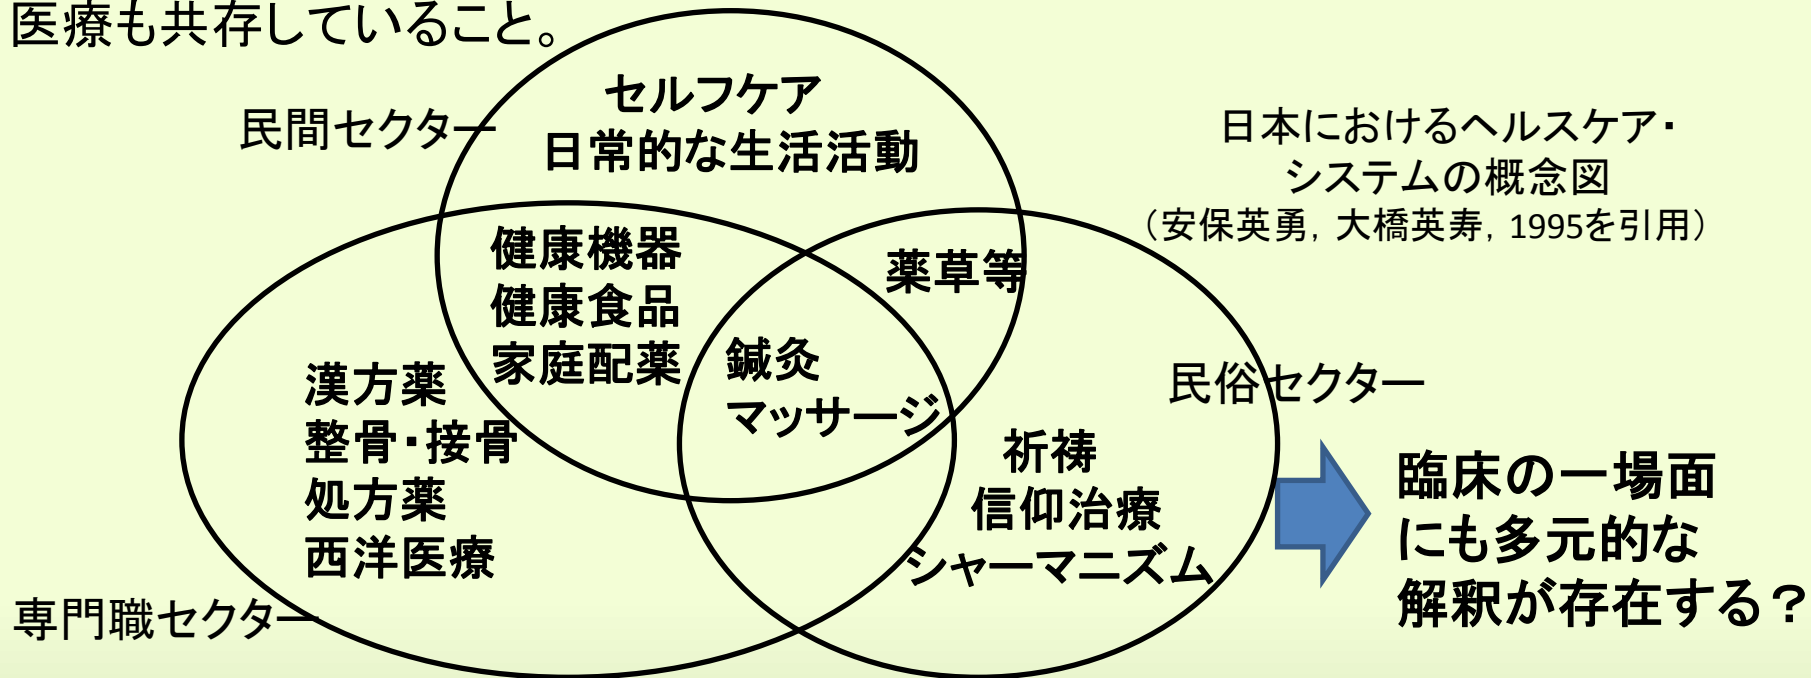 医療も共存していること。
セルフケア
日常的な生活活動
民間セクター
日本におけるヘルスケア・
システムの概念図
（安保英勇，大橋英寿，1995を引用）
健康機器
健康食品
家庭配薬
薬草等
鍼灸
マッサージ
漢方薬
整骨・接骨
処方薬
西洋医療
民俗セクター
祈祷
信仰治療
シャーマニズム
専門職セクター
臨床の一場面
にも多元的な
解釈が存在する？